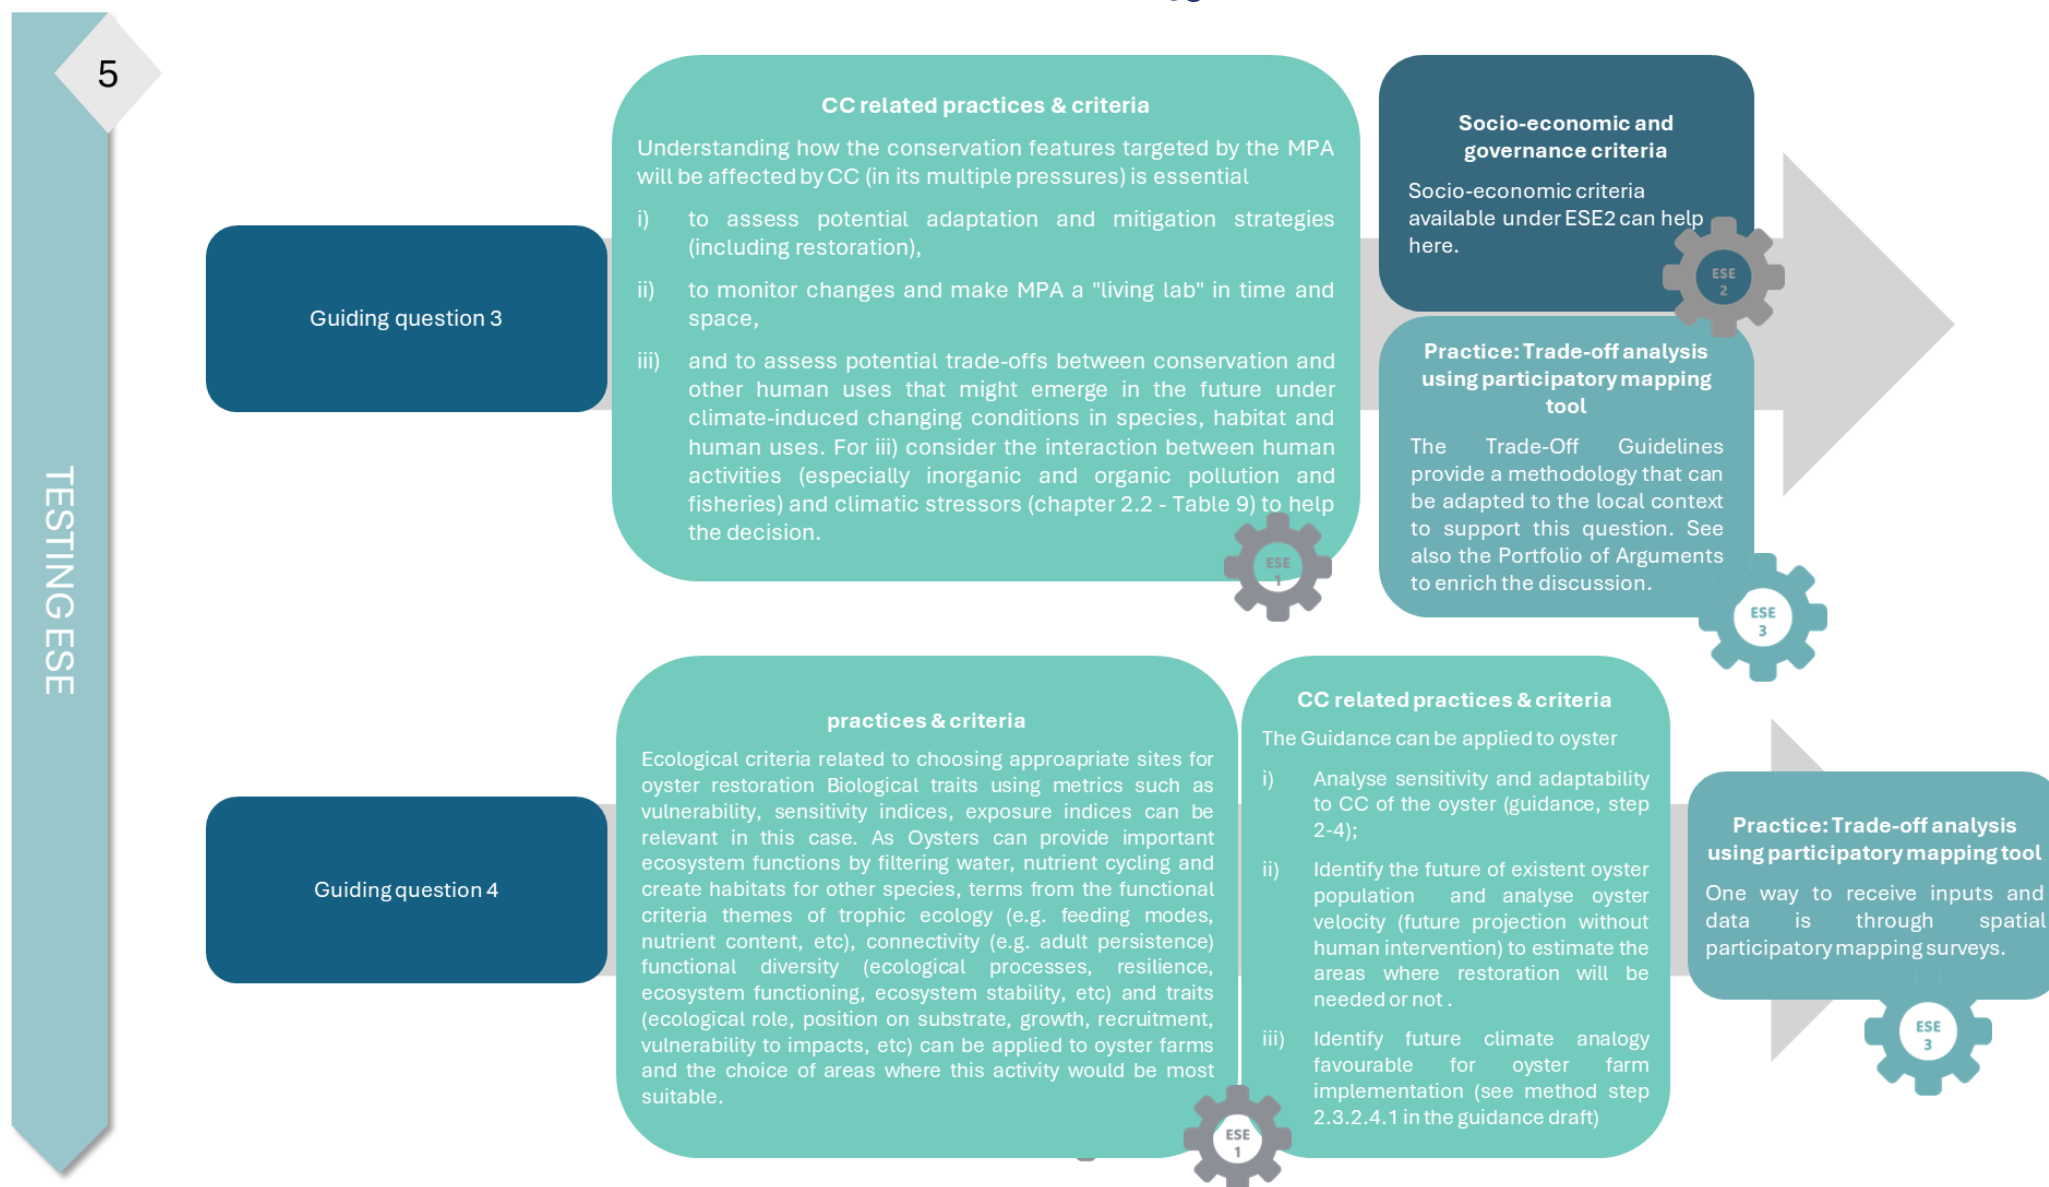 5
TESTING ESE
Guiding question 3
CC related practices & criteria
Understanding how the conservation features targeted by the MPA
will be affected by CC (in its multiple pressures) is essential
i) to assess potential adaptation and mitigation strategies
(including restoration),
ii) to monitor changes and make MPA a "living lab" in time and
space,
iii) and to assess potential trade-offs between conservation and
other human uses that might emerge in the future under
climate-induced changing conditions in species, habitat and
human uses. For iii) consider the interaction between human
activities (especially inorganic and organic pollution and
fisheries) and climatic stressors (chapter 2.2 - Table 9) to help
the decision.
ESE
1
Socio-economic and
governance criteria
Socio-economic criteria
available under ESE2 can help
here.
ESE
2
Practice: Trade-off analysis
using participatory mapping
tool
The Trade-Off Guidelines
provide a methodology that can
be adapted to the local context
to support this question. See
also the Portfolio of Arguments
to enrich the discussion.
ESE
3
Guiding question 4
practices & criteria
Ecological criteria related to choosing approapriate sites for
oyster restoration Biological traits using metrics such as
vulnerability, sensitivity indices, exposure indices can be
relevant in this case. As Oysters can provide important
ecosystem functions by filtering water, nutrient cycling and
create habitats for other species, terms from the functional
criteria themes of trophic ecology (e.g. feeding modes,
nutrient content, etc), connectivity (e.g. adult persistence)
functional diversity (ecological processes, resilience,
ecosystem functioning, ecosystem stability, etc) and traits
(ecological role, position on substrate, growth, recruitment,
vulnerability to impacts, etc) can be applied to oyster farms
and the choice of areas where this activity would be most
suitable.
ESE
1
CC related practices & criteria
The Guidance can be applied to oyster
i) Analyse sensitivity and adaptability
to CC of the oyster (guidance, step
2-4);
ii) Identify the future of existent oyster
population and analyse oyster
velocity (future projection without
human intervention) to estimate the
areas where restoration will be
needed or not .
iii) Identify future climate analogy
favourable for oyster farm
implementation (see method step
2.3.2.4.1 in the guidance draft)
Practice: Trade-off analysis
using participatory mapping tool
One way to receive inputs and
data is through spatial
participatory mapping surveys.
ESE
3